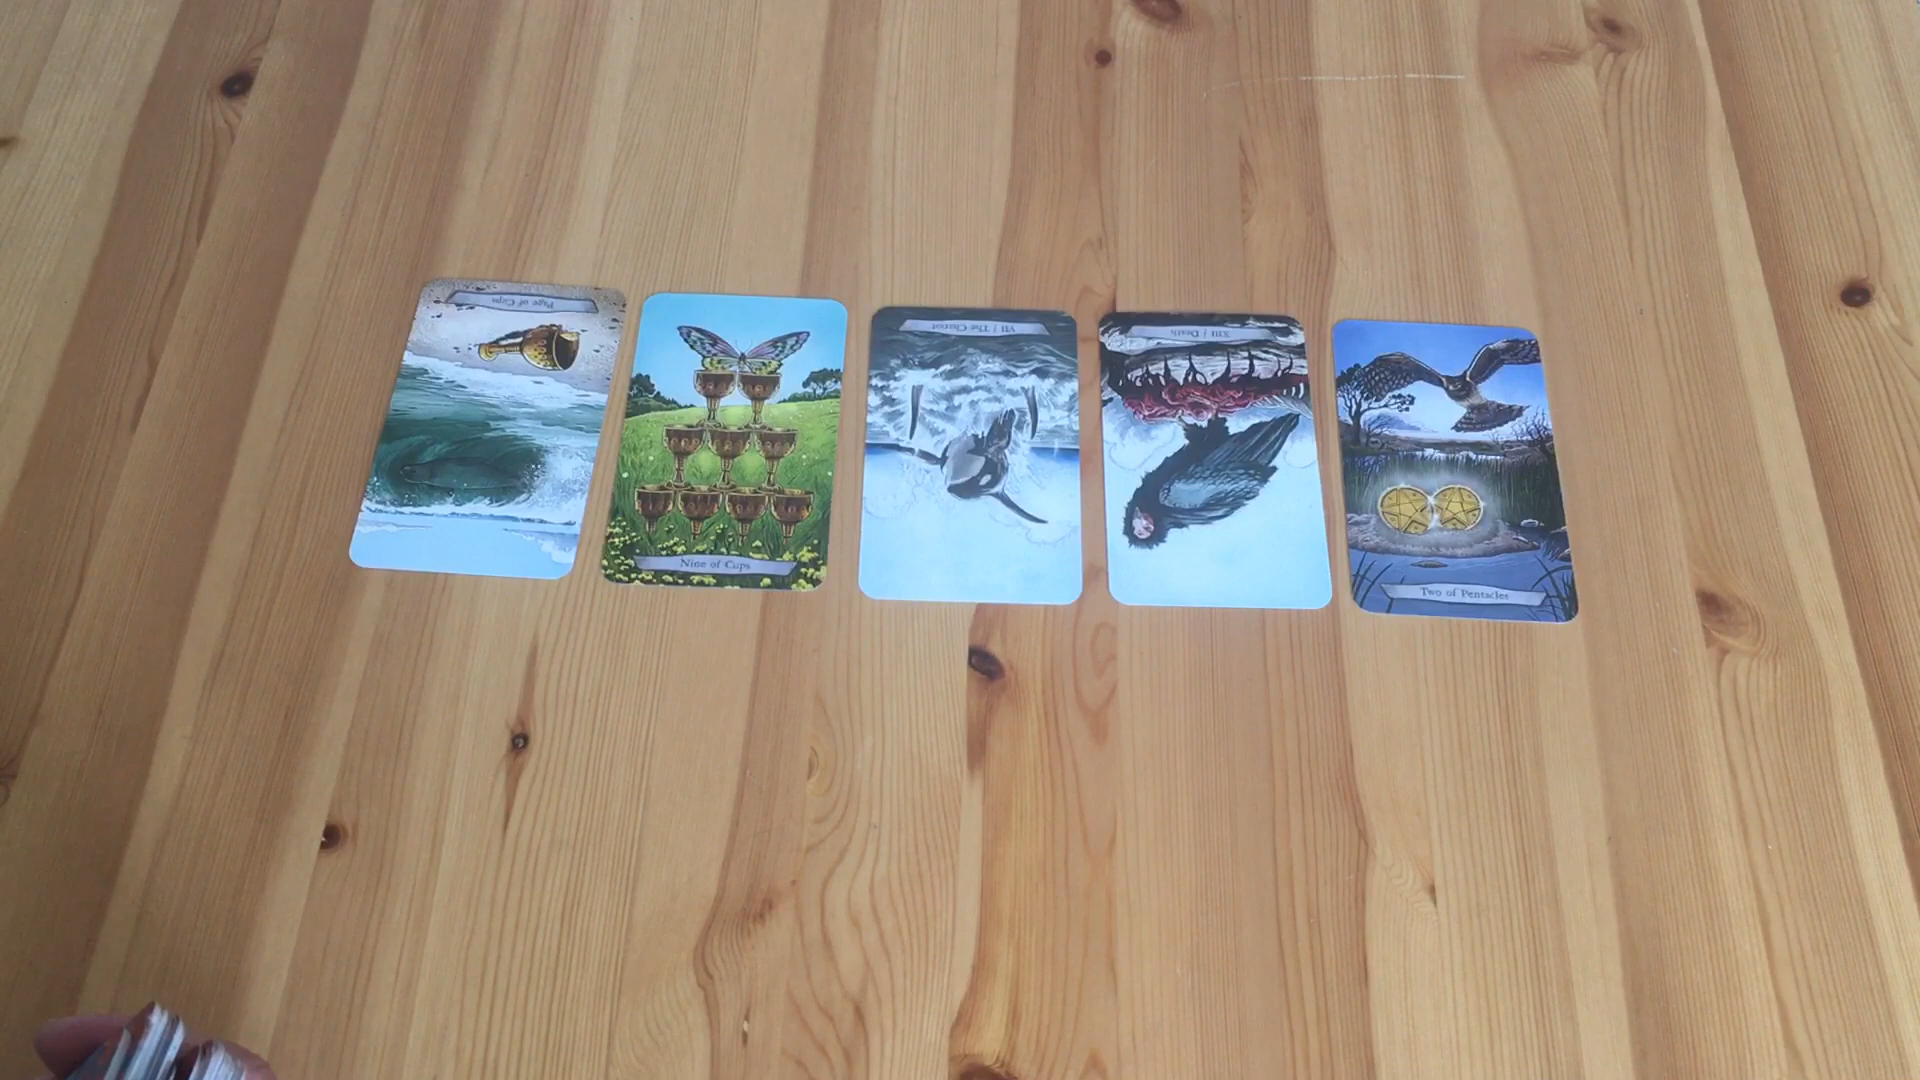 Page of Cups
Nine of Cups
VII / The Chariot
XIII / Death
Two of Pentacles